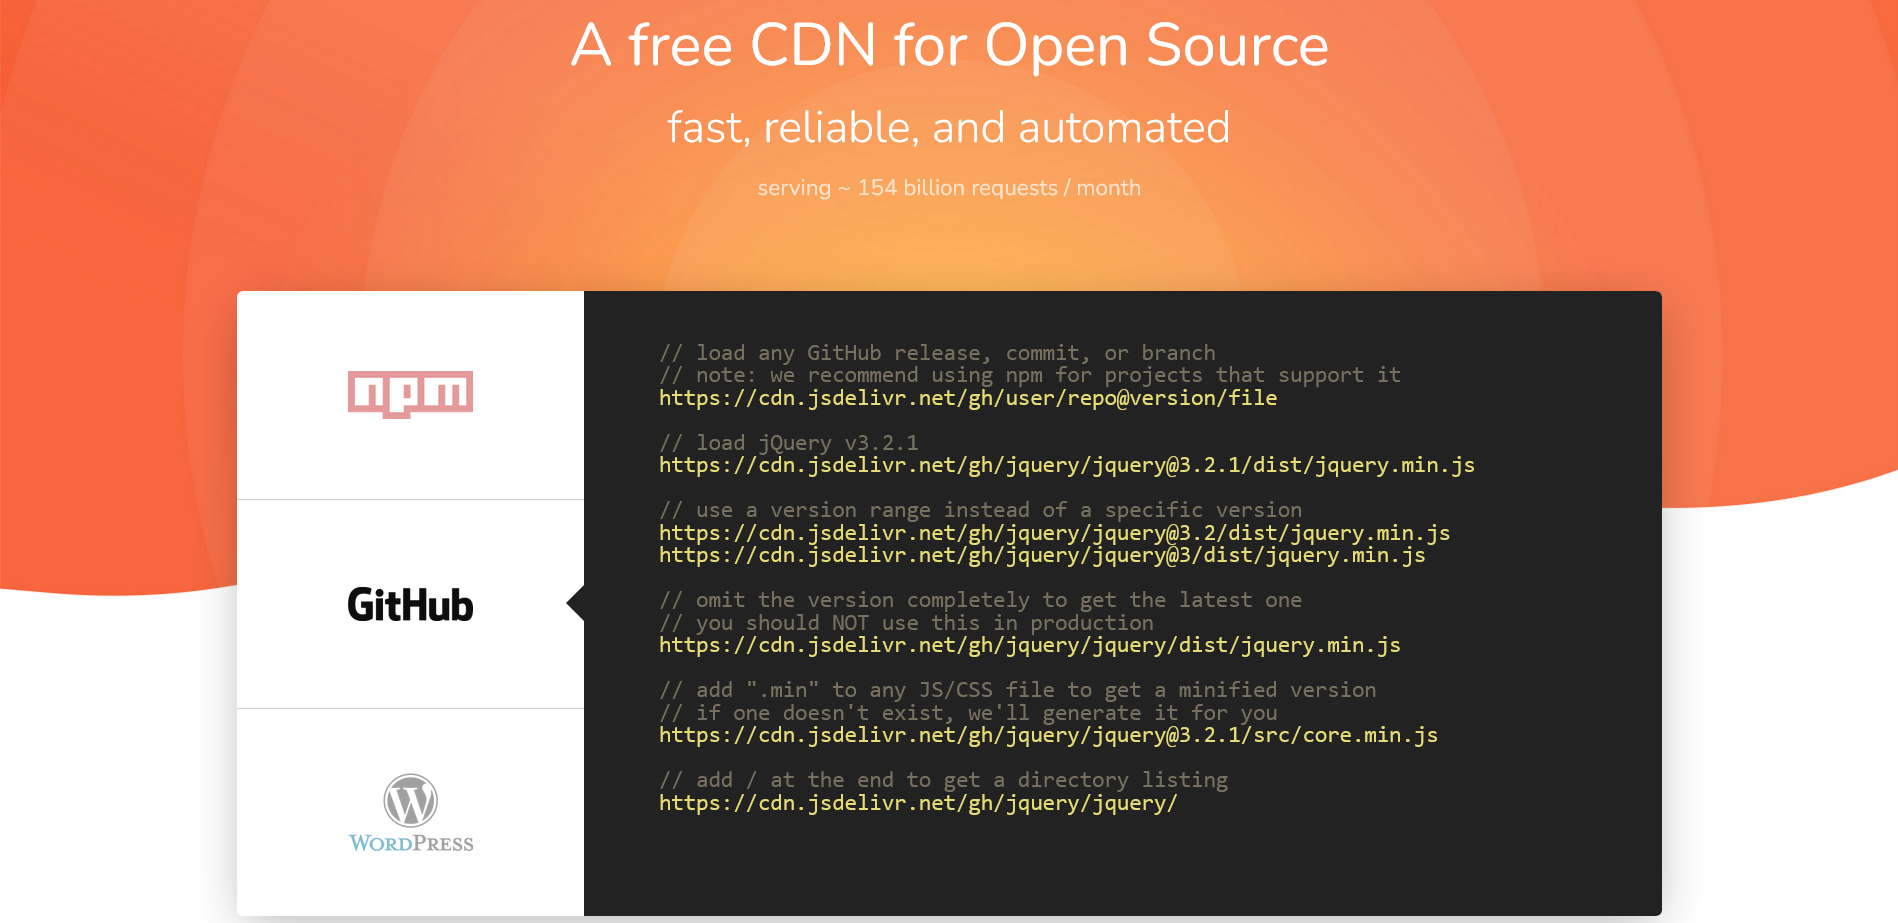 A free CDN for Open Source
fast, reliable, and automated
serving ~ 154 billion requests / month
npm
GitHub
WORDPRESS
// load any GitHub release, commit, or branch
// note: we recommend using npm for projects that support it
https://cdn.jsdelivr.net/gh/user/repo@version/file
// load jQuery v3.2.1
https://cdn.jsdelivr.net/gh/jquery/jquery@3.2.1/dist/jquery.min.js
// use a version range instead of a specific version
https://cdn.jsdelivr.net/gh/jquery/jquery@3.2/dist/jquery.min.js
https://cdn.jsdelivr.net/gh/jquery/jquery@3/dist/jquery.min.js
// omit the version completely to get the latest one
// you should NOT use this in production
https://cdn.jsdelivr.net/gh/jquery/jquery/dist/jquery.min.js
// add ".min" to any JS/CSS file to get a minified version
// if one doesn't exist, we'll generate it for you
https://cdn.jsdelivr.net/gh/jquery/jquery@3.2.1/src/core.min.js
// add / at the end to get a directory listing
https://cdn.jsdelivr.net/gh/jquery/jquery/